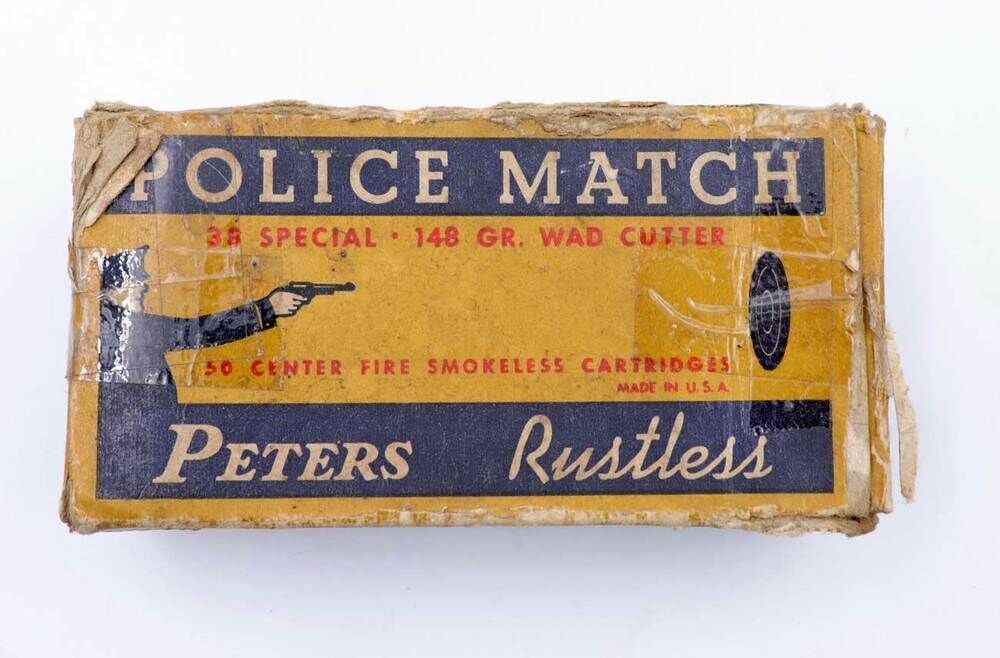 POLICE MATCH
38 SPECIAL · 148 GR. WAD CUTTER
50 CENTER FIRE SMOKELESS CARTRIDGES
MADE IN U.S.A.
PETERS Rustless